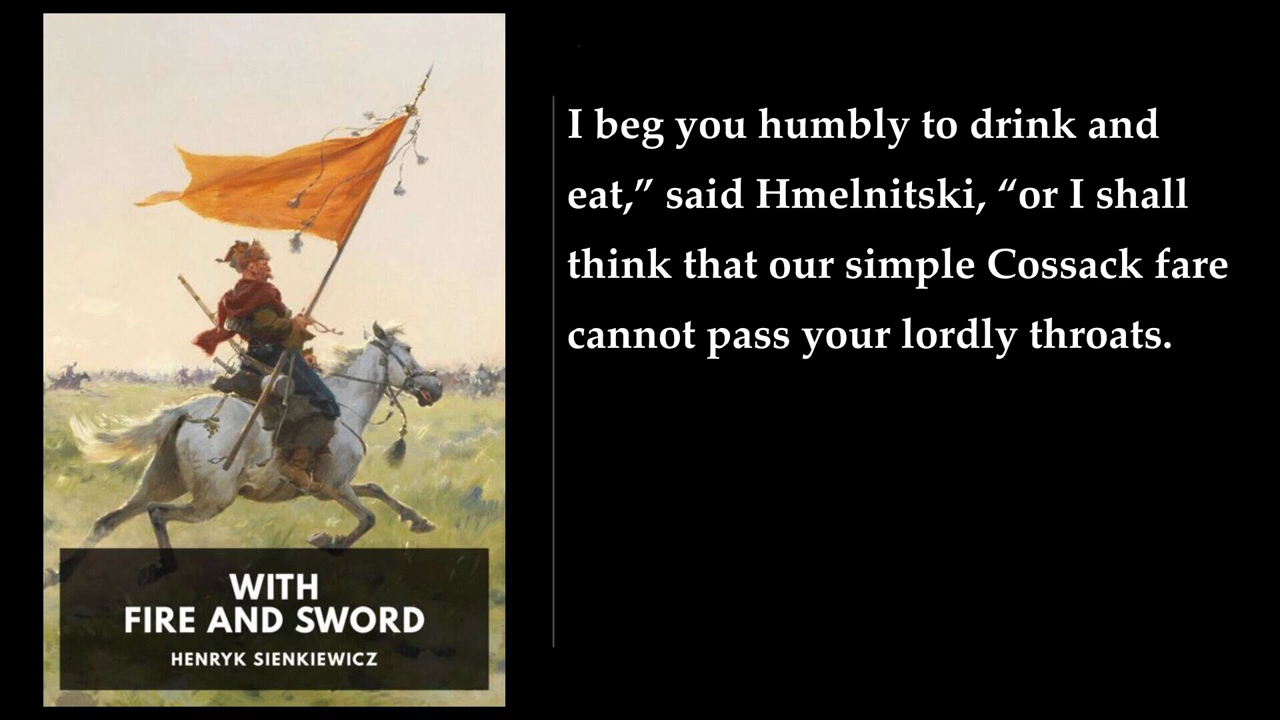 I beg you humbly to drink and
eat,” said Hmelnitski, “or I shall
think that our simple Cossack fare
cannot pass your lordly throats.
WITH
FIRE AND SWORD
HENRYK SIENKIEWICZ